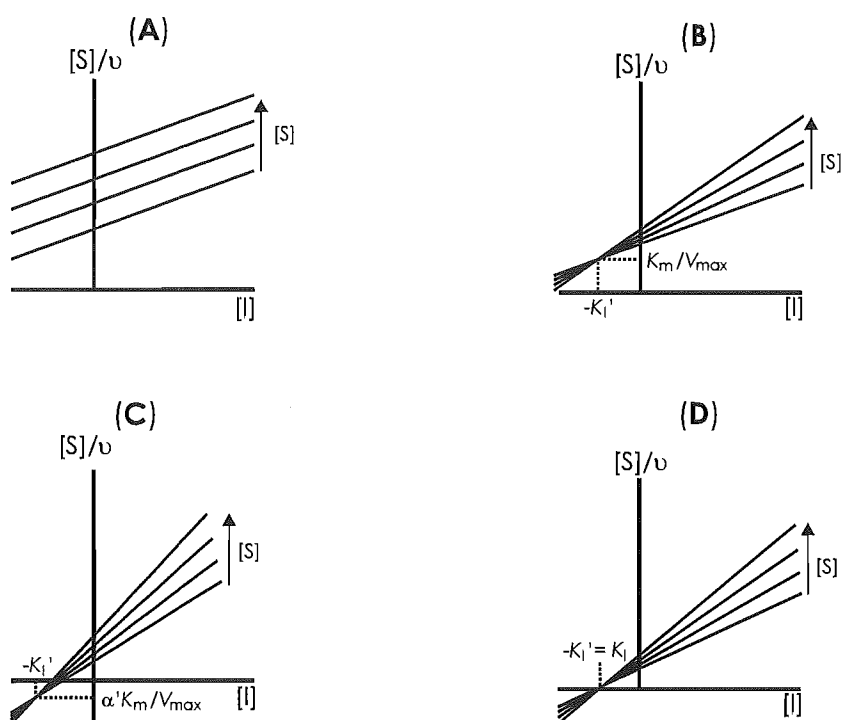 (A)
[S]/υ
[S]
[I]
(B)
[S]/υ
[S]
Km/Vmax
-KI'
[I]
(C)
[S]/υ
[S]
-KI'
[I]
α'Km/Vmax
(D)
[S]/υ
[S]
-KI'= KI
[I]